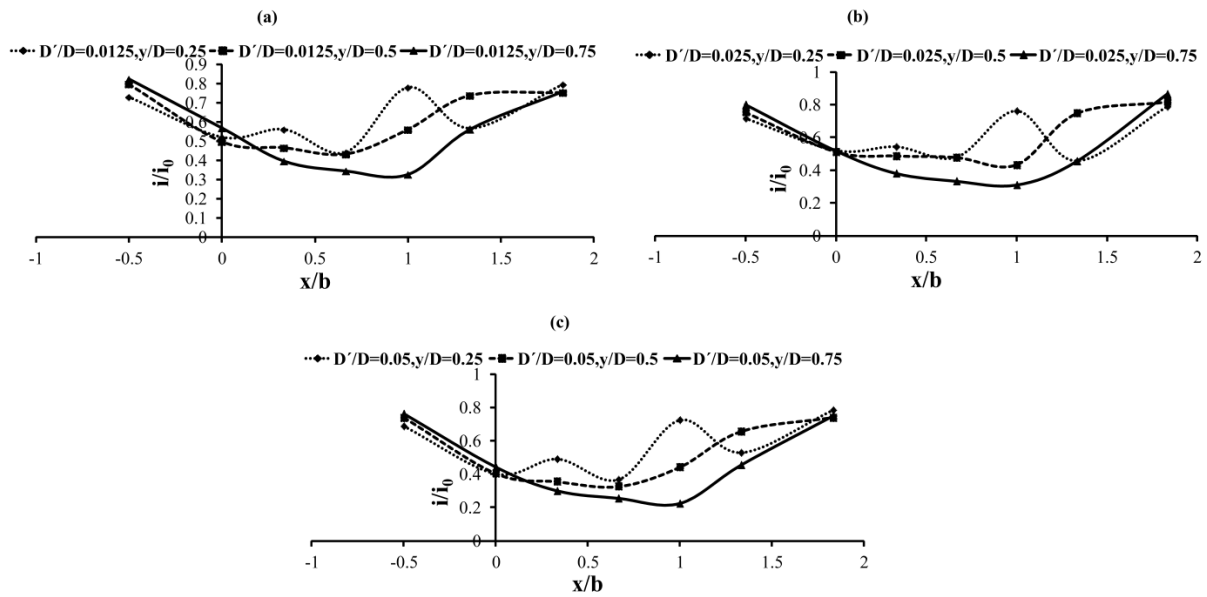 (a)
D´/D=0.0125,y/D=0.25 D´/D=0.0125,y/D=0.5 D´/D=0.0125,y/D=0.75
0.9
0.8
0.7
0.6
0.5
0.4
0.3
0.2
0.1
0
i/i0
-1 -0.5 0 0.5 1 1.5 2
x/b
(b)
D´/D=0.025,y/D=0.25 D´/D=0.025,y/D=0.5 D´/D=0.025,y/D=0.75
1
0.8
0.6
0.4
0.2
0
i/i0
-1 -0.5 0 0.5 1 1.5 2
x/b
(c)
D´/D=0.05,y/D=0.25 D´/D=0.05,y/D=0.5 D´/D=0.05,y/D=0.75
1
0.8
0.6
0.4
0.2
0
i/i0
-1 -0.5 0 0.5 1 1.5 2
x/b